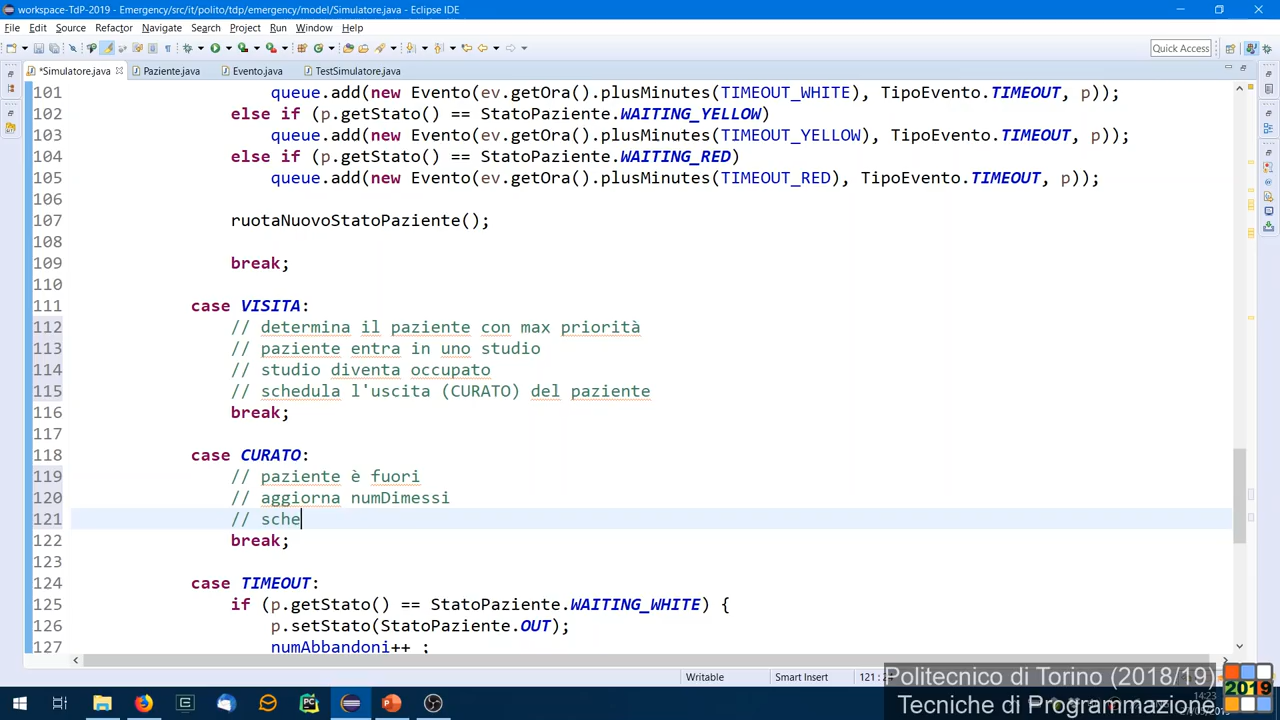 workspace-TdP-2019 - Emergency/src/it/polito/tdp/emergency/model/Simulatore.java - Eclipse IDE
File Edit Source Refactor Navigate Search Project Run Window Help
Quick Access
*Simulatore.java Paziente.java Evento.java TestSimulatore.java
101 queue.add(new Evento(ev.getOra().plusMinutes(TIMEOUT_WHITE), TipoEvento.TIMEOUT, p));
102 else if (p.getStato() == StatoPaziente.WAITING_YELLOW)
103 queue.add(new Evento(ev.getOra().plusMinutes(TIMEOUT_YELLOW), TipoEvento.TIMEOUT, p));
104 else if (p.getStato() == StatoPaziente.WAITING_RED)
105 queue.add(new Evento(ev.getOra().plusMinutes(TIMEOUT_RED), TipoEvento.TIMEOUT, p));
106
107 ruotaNuovoStatoPaziente();
108
109 break;
110
111 case VISITA:
112 // determina il paziente con max priorità
113 // paziente entra in uno studio
114 // studio diventa occupato
115 // schedula l'uscita (CURATO) del paziente
116 break;
117
118 case CURATO:
119 // paziente è fuori
120 // aggiorna numDimessi
121 // sche
122 break;
123
124 case TIMEOUT:
125 if (p.getStato() == StatoPaziente.WAITING_WHITE) {
126 p.setStato(StatoPaziente.OUT);
127 numAbbandoni++ ;
Writable Smart Insert
Politecnico di Torino (2018/19)
Tecniche di Programmazione
2019
14:23